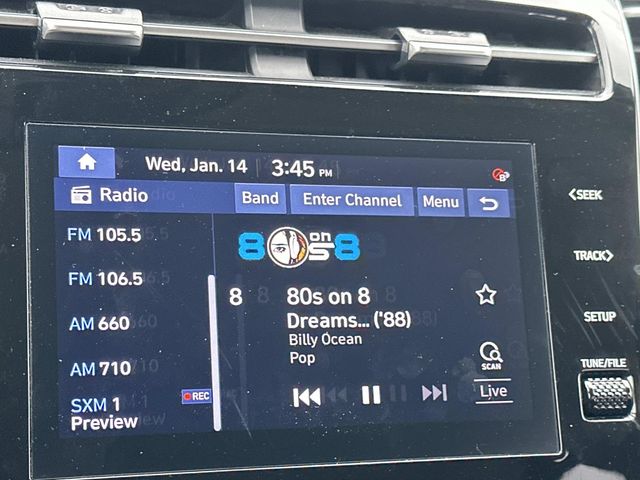 Wed, Jan. 14 3:45 PM
Radio Band Enter Channel Menu
FM 105.5
FM 106.5
AM 660
AM 710
SXM 1 REC
Preview
8 on s 8
8 80s on 8
Dreams... ('88)
Billy Ocean
Pop
SCAN
Live
<SEEK
TRACK>
SETUP
TUNE/FILE